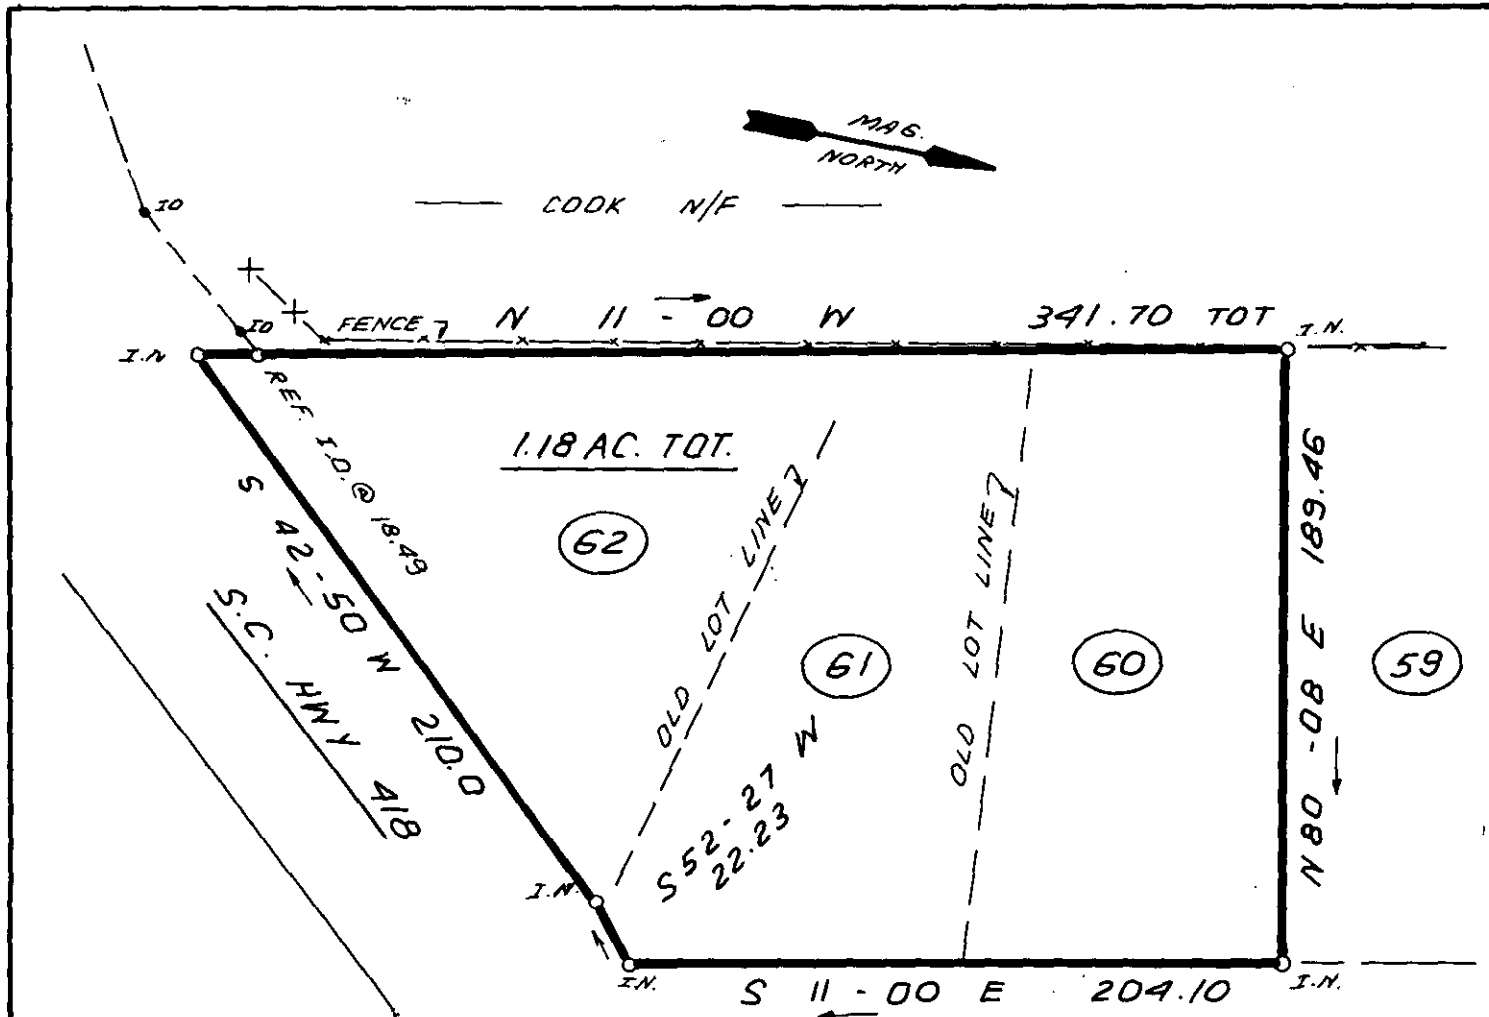 MAG.
NORTH
COOK N/F
IO
IO
FENCE
N 11-00 W 341.70 TOT
I.N.
I.N
REF. I.O. @ 18.49
1.18 AC. TOT.
S 42-50 W 210.0
S.C. HWY 418
62
OLD LOT LINE
OLD LOT LINE
61
60
59
N 80-08 E 189.46
S 52-27 W
22.23
I.N.
I.N.
S 11-00 E 204.10
I.N.